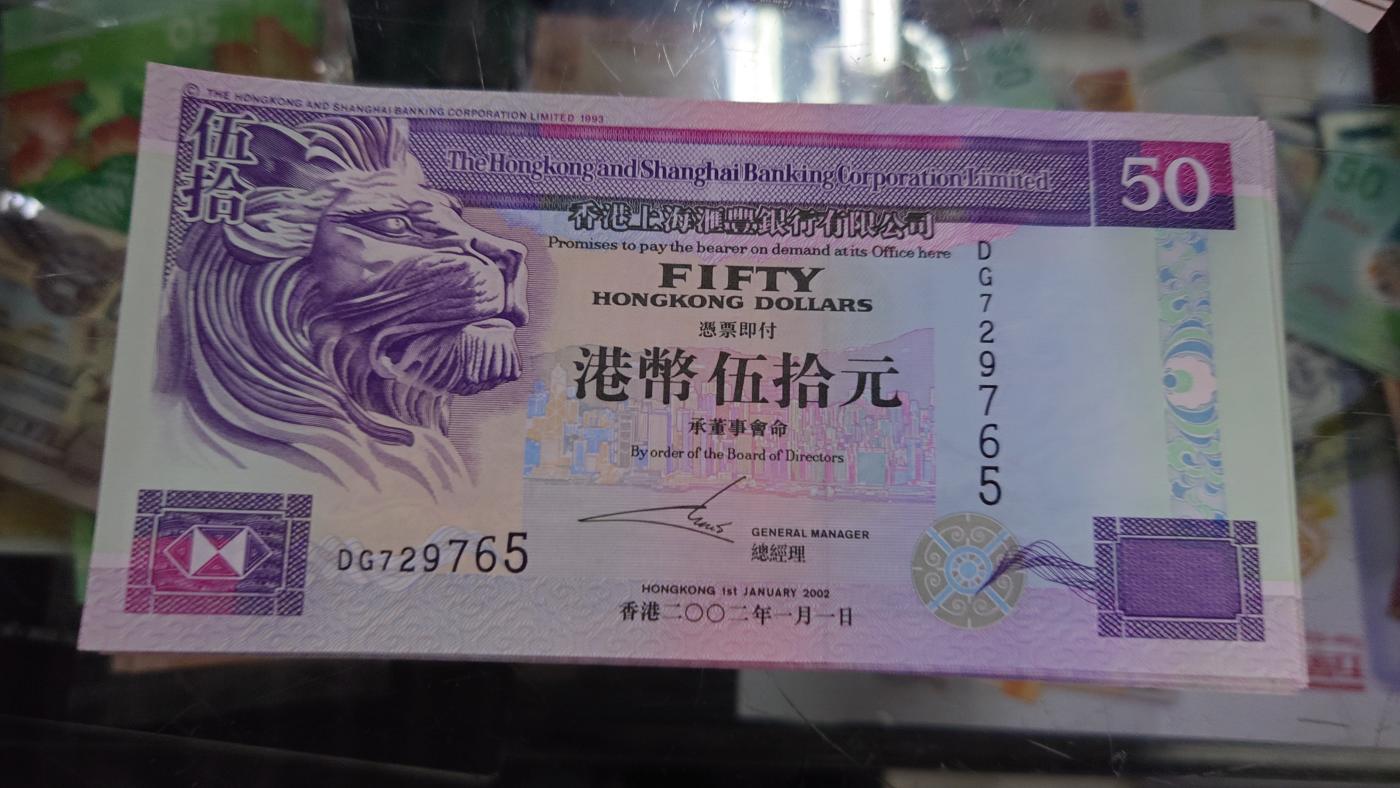 © THE HONGKONG AND SHANGHAI BANKING CORPORATION LIMITED 1993
伍拾
The Hongkong and Shanghai Banking Corporation Limited
50
香港上海滙豐銀行有限公司
Promises to pay the bearer on demand at its Office here
FIFTY
HONGKONG DOLLARS
憑票即付
港幣伍拾元
承董事會命
By order of the Board of Directors
DG729765
GENERAL MANAGER
總經理
DG729765
HONGKONG 1st JANUARY 2002
香港二〇〇二年一月一日
50
50